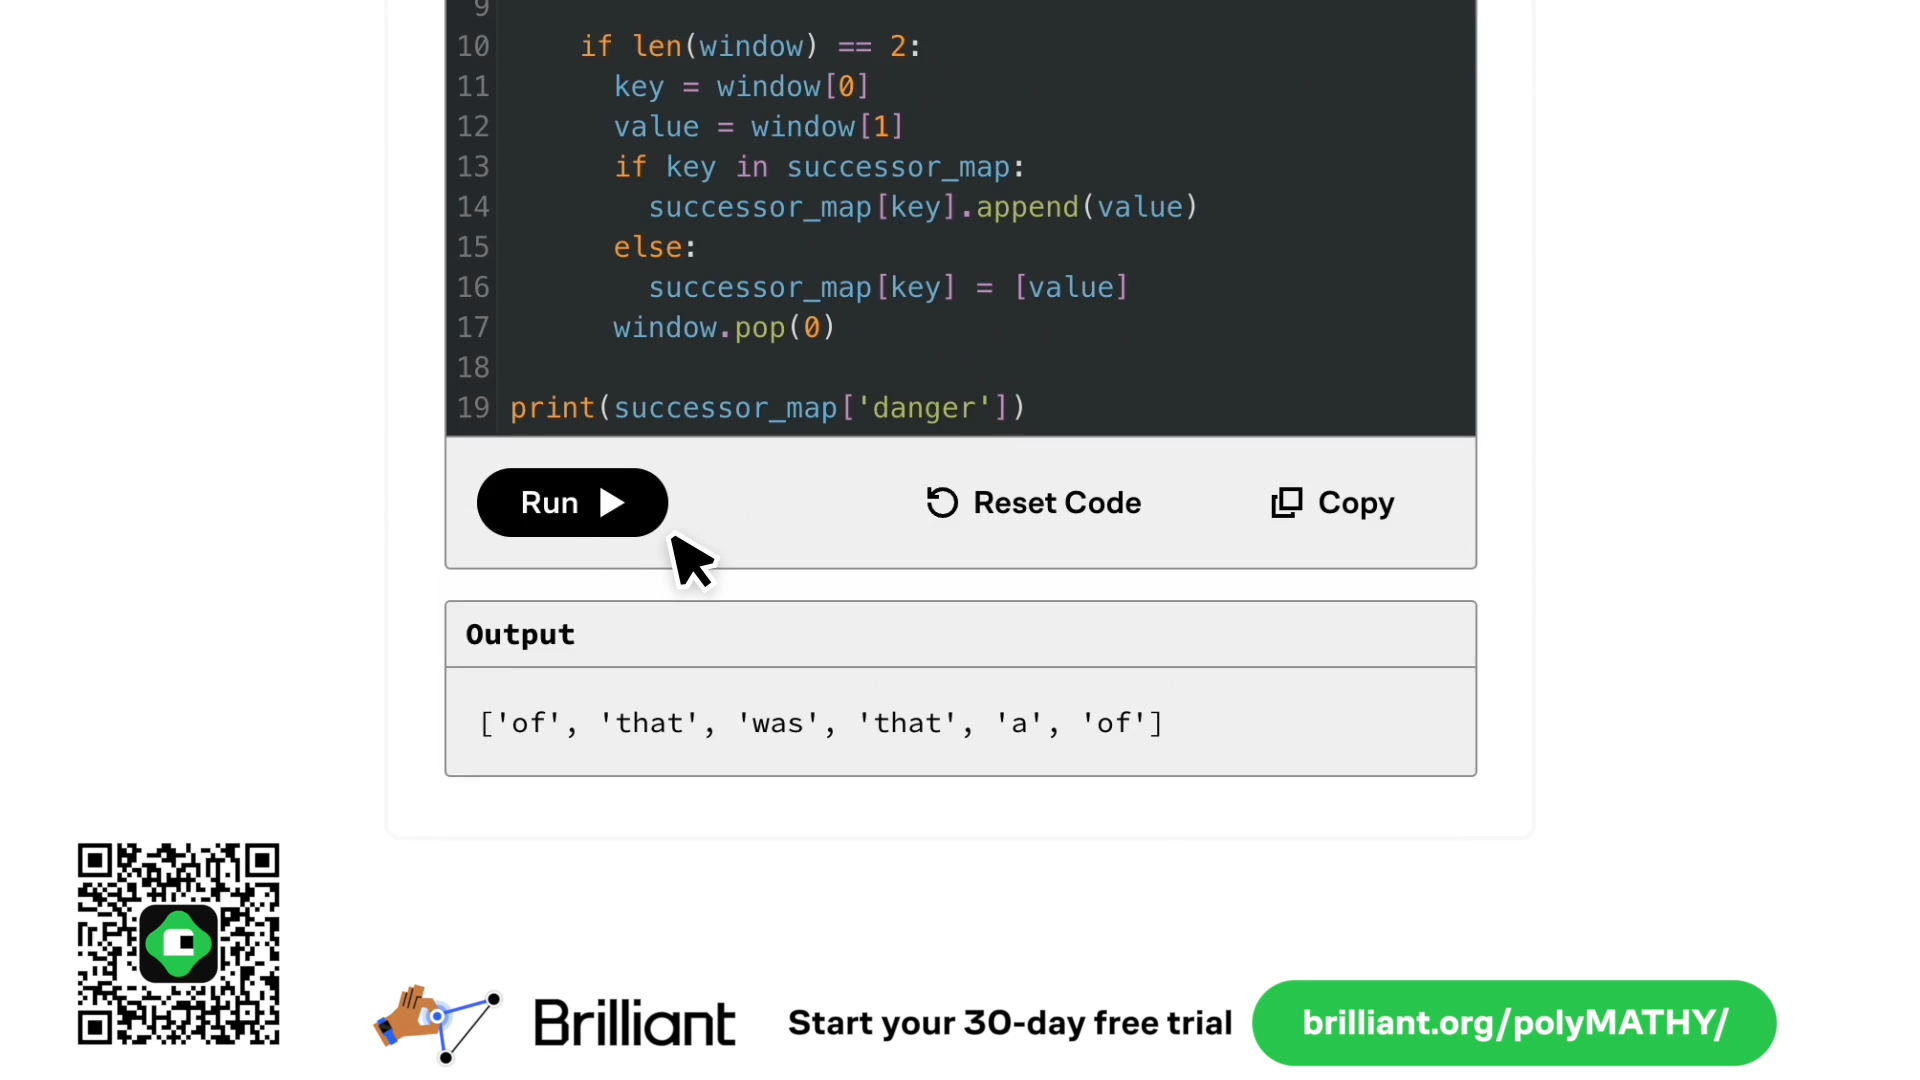 9
10 if len(window) == 2:
11 key = window[0]
12 value = window[1]
13 if key in successor_map:
14 successor_map[key].append(value)
15 else:
16 successor_map[key] = [value]
17 window.pop(0)
18
19 print(successor_map['danger'])
Run
Reset Code
Copy
Output
['of', 'that', 'was', 'that', 'a', 'of']
Brilliant
Start your 30-day free trial
brilliant.org/polyMATHY/